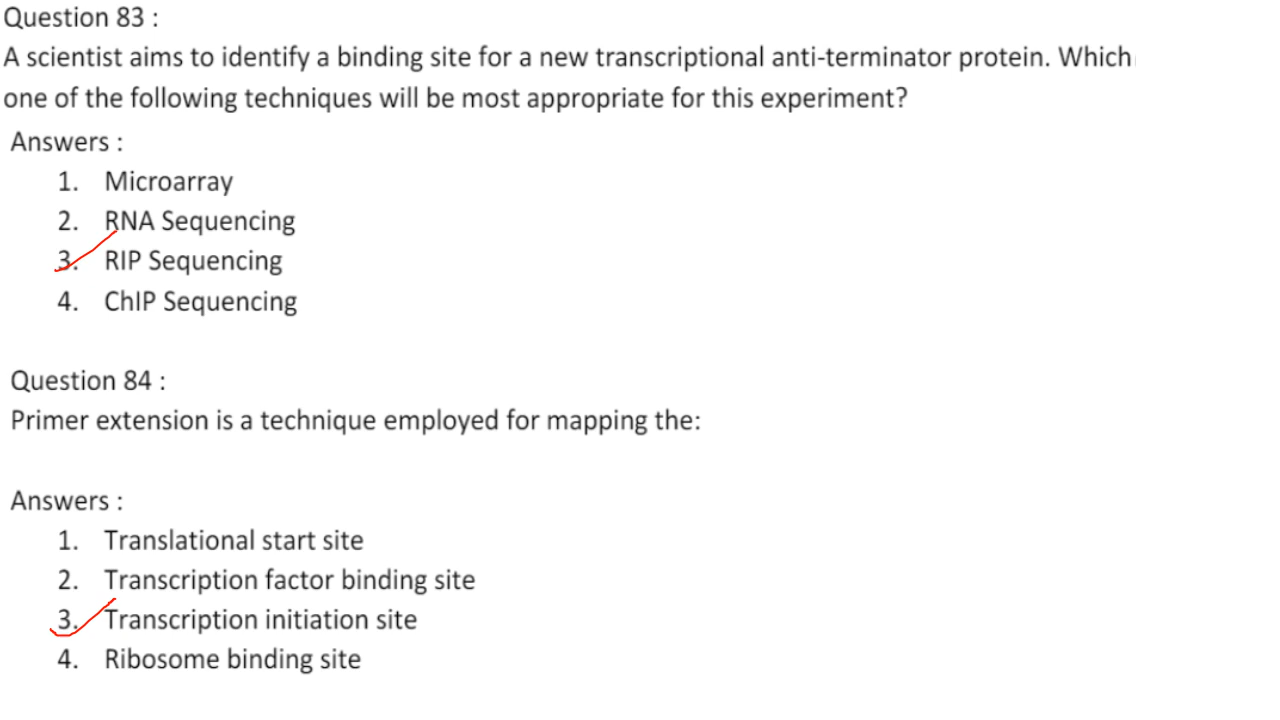 Question 83 :
A scientist aims to identify a binding site for a new transcriptional anti-terminator protein. Which
one of the following techniques will be most appropriate for this experiment?
Answers :
1. Microarray
2. RNA Sequencing
3. RIP Sequencing
4. ChIP Sequencing
Question 84 :
Primer extension is a technique employed for mapping the:
Answers :
1. Translational start site
2. Transcription factor binding site
3. Transcription initiation site
4. Ribosome binding site